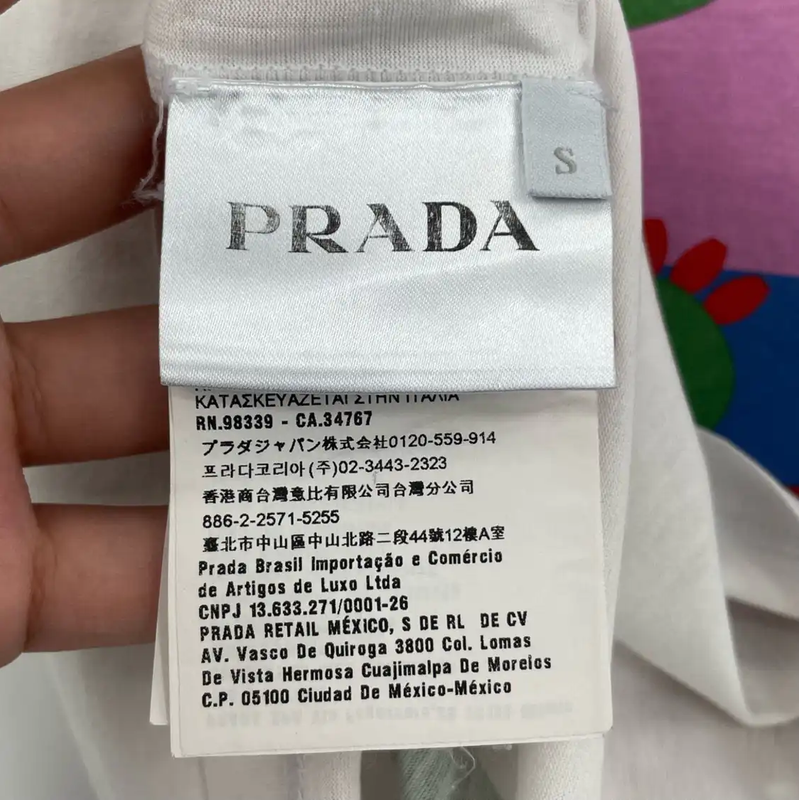 PRADA
S
ΚΑΤΑΣΚΕΥΑΖΕΤΑΙ ΣΤΗΝ ΙΤΑΛΙΑ
RN.98339 - CA.34767
プラダジャパン株式会社0120-559-914
프라다코리아(주)02-3443-2323
香港商台灣意比有限公司台灣分公司
886-2-2571-5255
臺北市中山區中山北路二段44號12樓A室
Prada Brasil Importação e Comércio
de Artigos de Luxo Ltda
CNPJ 13.633.271/0001-26
PRADA RETAIL MÉXICO, S DE RL DE CV
AV. Vasco De Quiroga 3800 Col. Lomas
De Vista Hermosa Cuajimalpa De Morelos
C.P. 05100 Ciudad De México-México